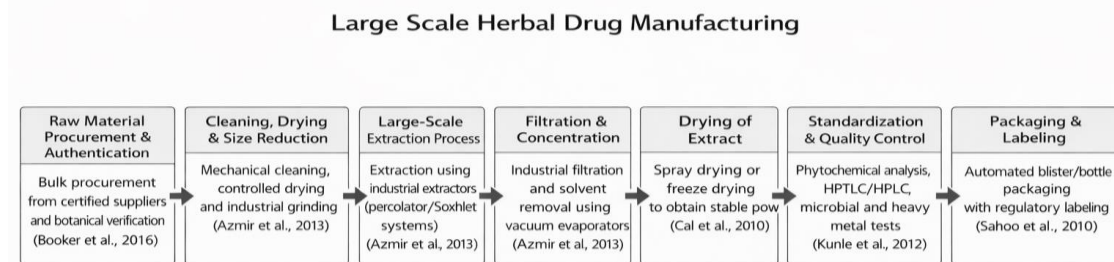 Large Scale Herbal Drug Manufacturing
Raw Material
Procurement &
Authentication
Bulk procurement
from certified suppliers
and botanical verification
(Booker et al., 2016)
Cleaning, Drying
& Size Reduction
Mechanical cleaning,
controlled drying
and industrial grinding
(Azmir et al., 2013)
Large-Scale
Extraction Process
Extraction using
industrial extractors
(percolator/Soxhlet
systems)
(Azmir et al., 2013)
Filtration &
Concentration
Industrial filtration
and solvent
removal using
vacuum evaporators
(Azmir et al, 2013)
Drying of
Extract
Spray drying or
freeze drying
to obtain stable pow
(Cal et al., 2010)
Standardization
& Quality Control
Phytochemical analysis,
HPTLC/HPLC,
microbial and heavy
metal tests
(Kunle et al., 2012)
Packaging &
Labeling
Automated blister/bottle
packaging
with regulatory labeling
(Sahoo et al., 2010)